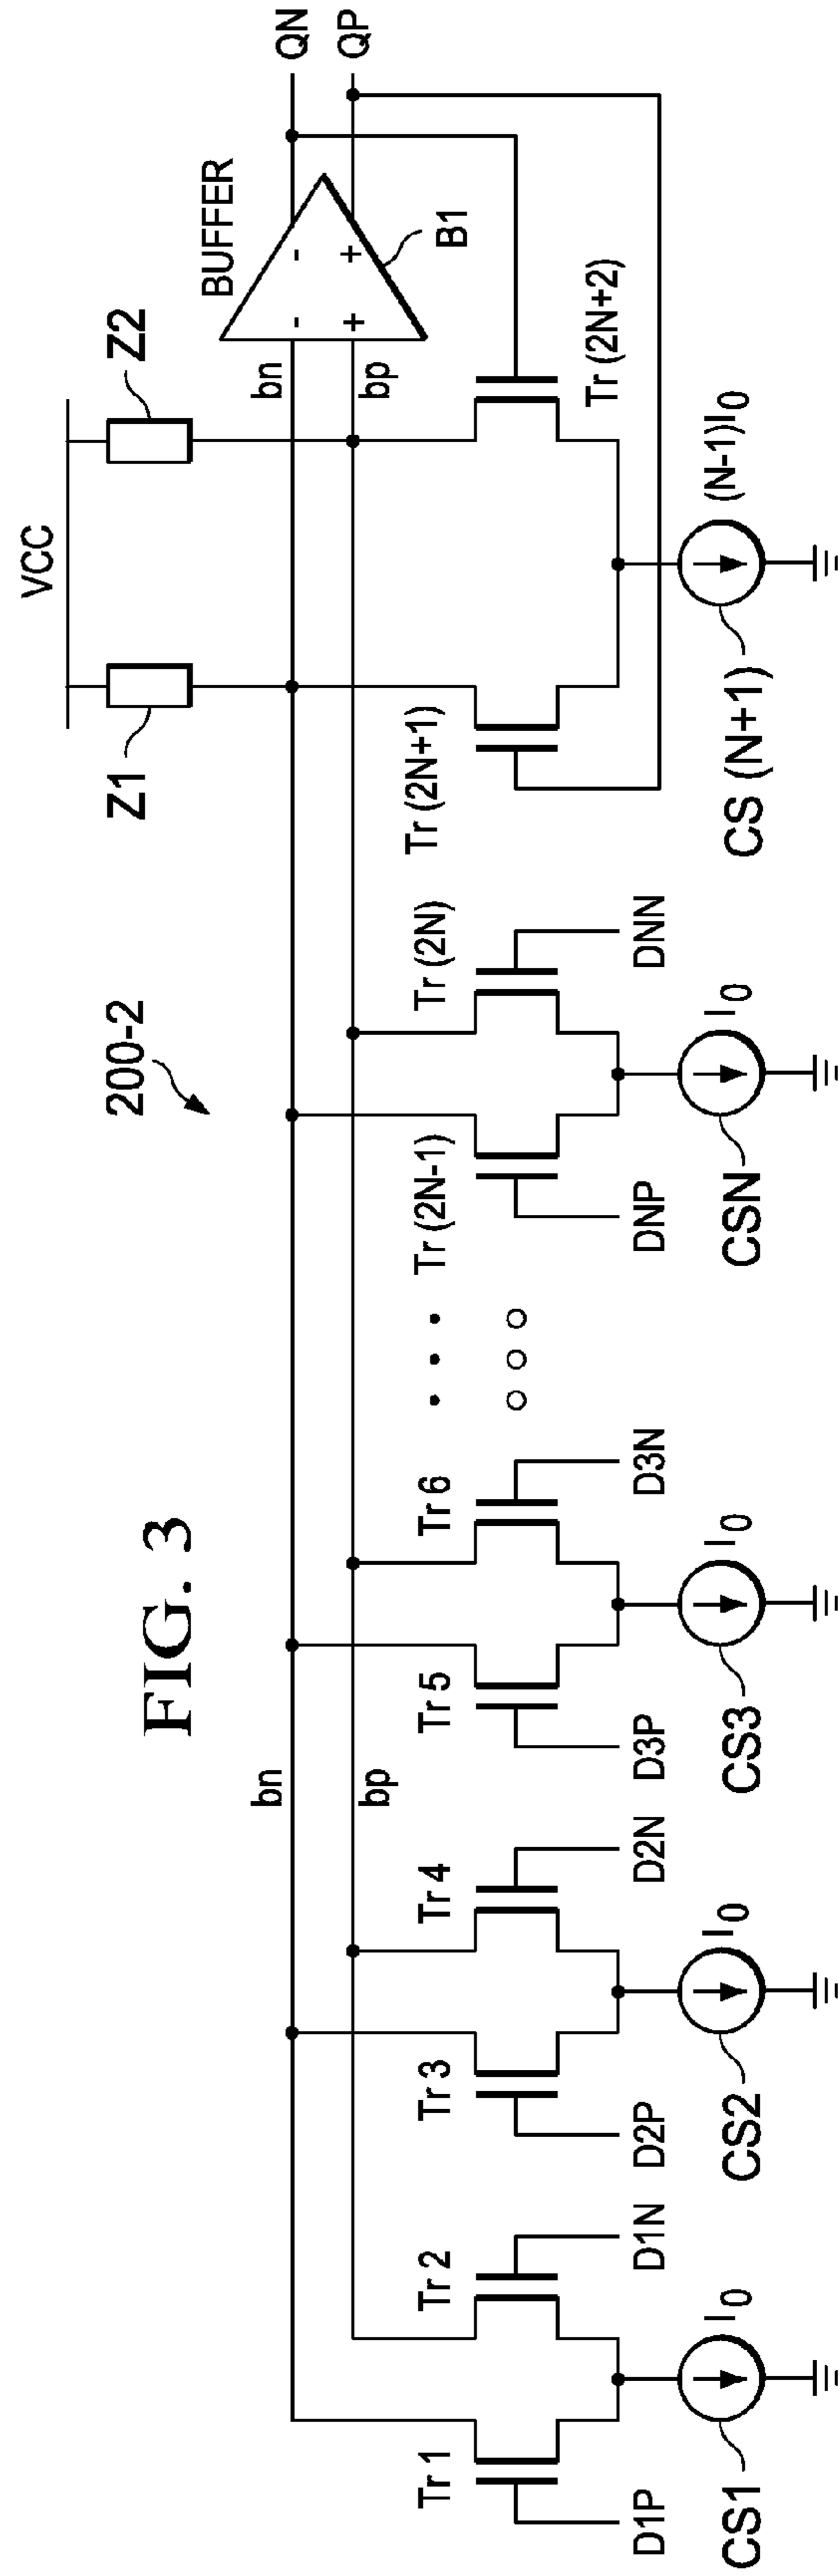 FIG. 3
200-2
VCC
Z1
Z2
BUFFER
bn
bp
bn
bp
-
-
+
+
B1
QN
QP
Tr 1
Tr 2
Tr 3
Tr 4
Tr 5
Tr 6
Tr (2N-1)
Tr (2N)
Tr (2N+1)
Tr (2N+2)
D1P
D1N
D2P
D2N
D3P
D3N
DNP
DNN
I0
I0
I0
I0
(N-1)I0
CS1
CS2
CS3
CSN
CS (N+1)